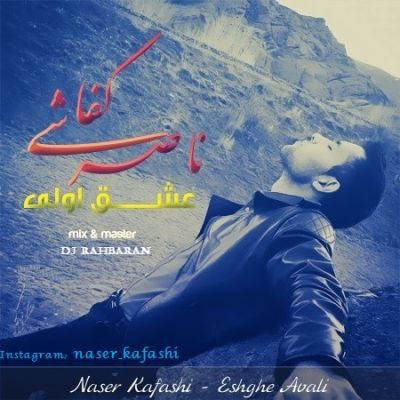 ناصر کفاشی
عشق اولی
mix & master
DJ RAHBARAN
Instagram: naser_kafashi
Naser Kafashi - Eshghe Avali